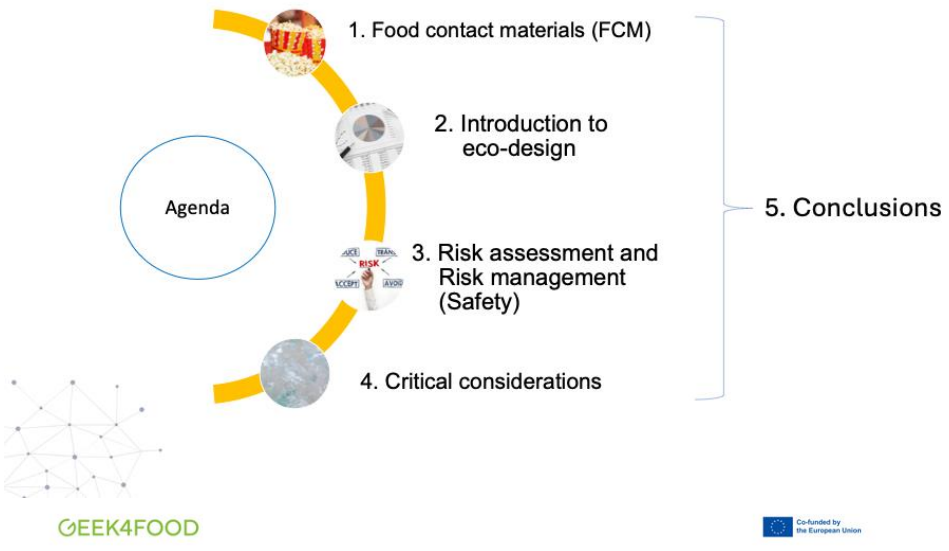 1. Food contact materials (FCM)
2. Introduction to
eco-design
Agenda
5. Conclusions
3. Risk assessment and
Risk management
(Safety)
RISK
ACCEPT
4. Critical considerations
GEEK4FOOD
Co-funded by
the European Union